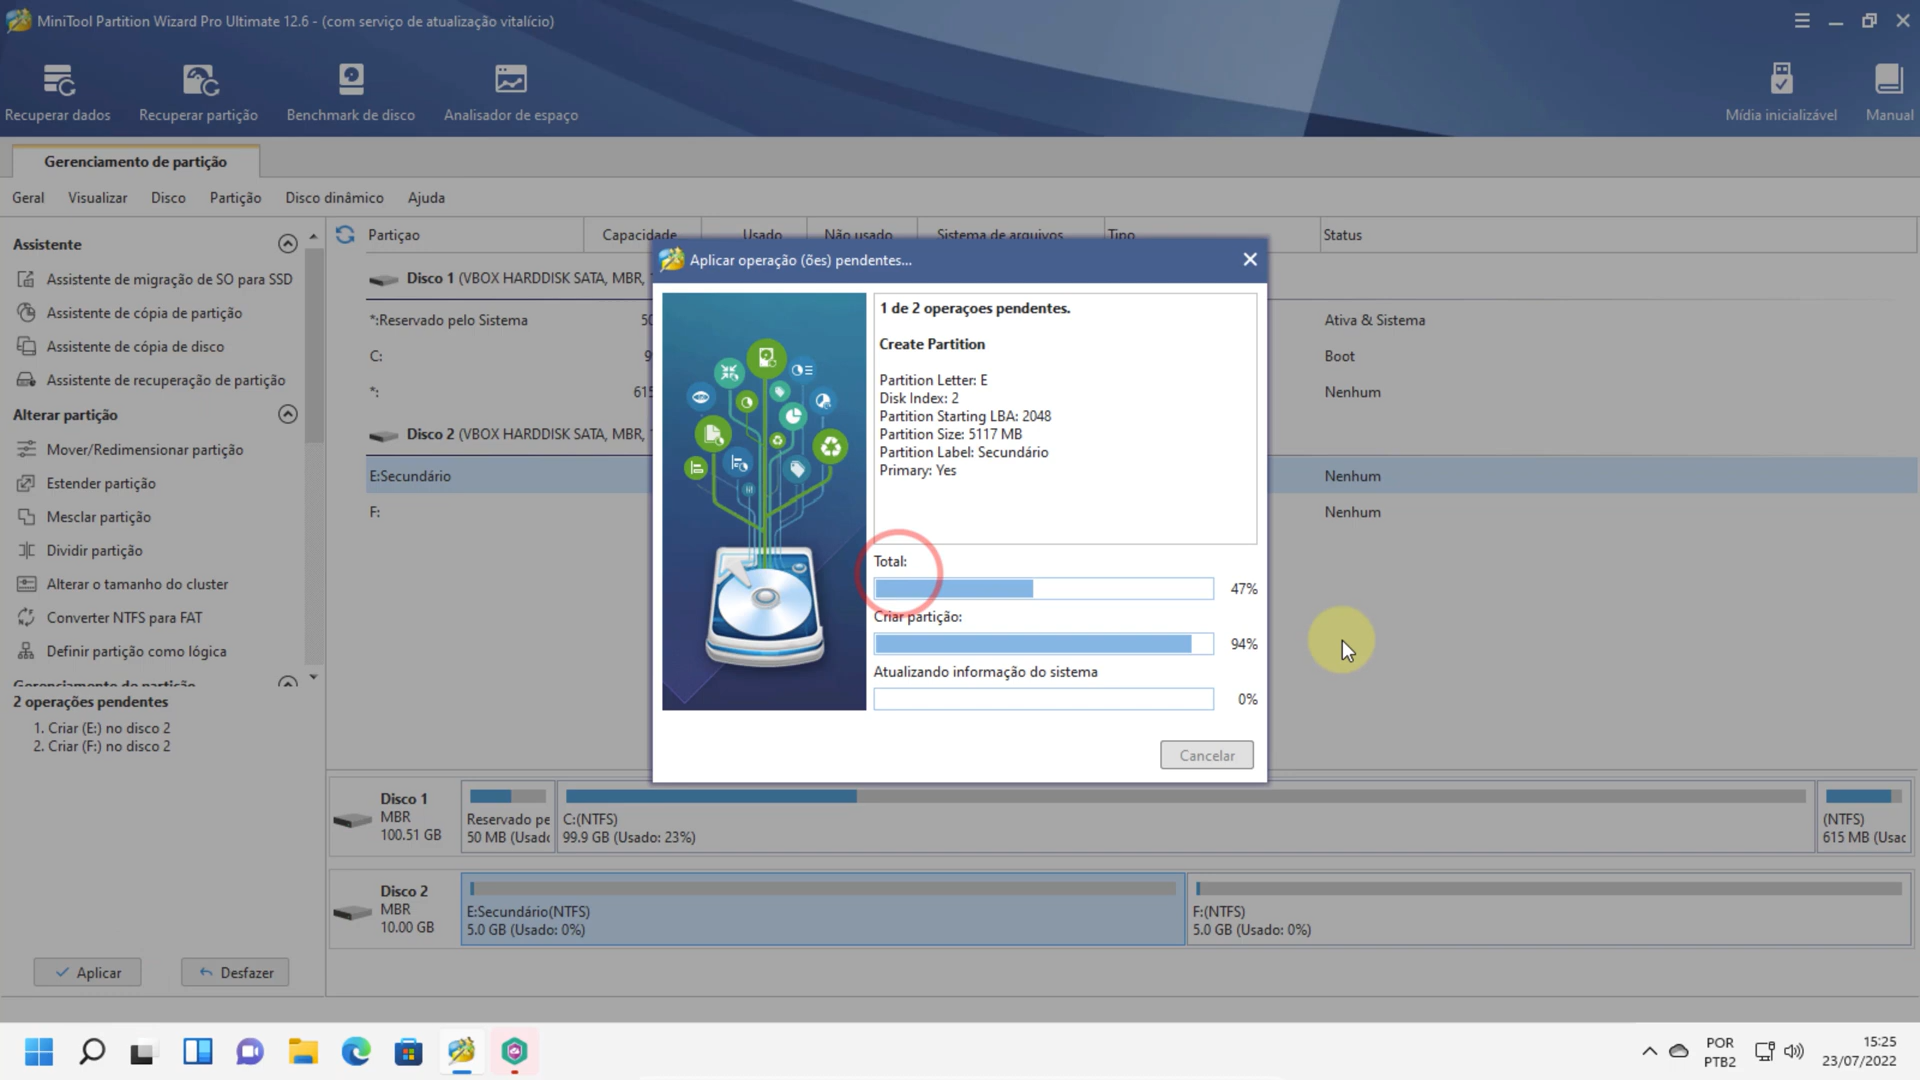 MiniTool Partition Wizard Pro Ultimate 12.6 - (com serviço de atualização vitalício)
Recuperar dados
Recuperar partição
Benchmark de disco
Analisador de espaço
Mídia inicializável
Manual
Gerenciamento de partição
Geral Visualizar Disco Partição Disco dinâmico Ajuda
Assistente
Assistente de migração de SO para SSD
Assistente de cópia de partição
Assistente de cópia de disco
Assistente de recuperação de partição
Alterar partição
Mover/Redimensionar partição
Estender partição
Mesclar partição
Dividir partição
Alterar o tamanho do cluster
Converter NTFS para FAT
Definir partição como lógica
Gerenciamento de partição
2 operações pendentes
1. Criar (E:) no disco 2
2. Criar (F:) no disco 2
Aplicar
Desfazer
Partiçao Capacidade Usado Não usado Sistema de arquivos Tipo Status
Disco 1 (VBOX HARDDISK SATA, MBR,
*:Reservado pelo Sistema 50 Ativa & Sistema
C: 9 Boot
*: 615 Nenhum
Disco 2 (VBOX HARDDISK SATA, MBR,
E:Secundário Nenhum
F: Nenhum
Aplicar operação (ões) pendentes...
1 de 2 operaçoes pendentes.
Create Partition
Partition Letter: E
Disk Index: 2
Partition Starting LBA: 2048
Partition Size: 5117 MB
Partition Label: Secundário
Primary: Yes
Total:
47%
Criar partição:
94%
Atualizando informação do sistema
0%
Cancelar
Disco 1
MBR
100.51 GB
Reservado pe
50 MB (Usado
C:(NTFS)
99.9 GB (Usado: 23%)
(NTFS)
615 MB (Usac
Disco 2
MBR
10.00 GB
E:Secundário(NTFS)
5.0 GB (Usado: 0%)
F:(NTFS)
5.0 GB (Usado: 0%)
POR
PTB2
15:25
23/07/2022